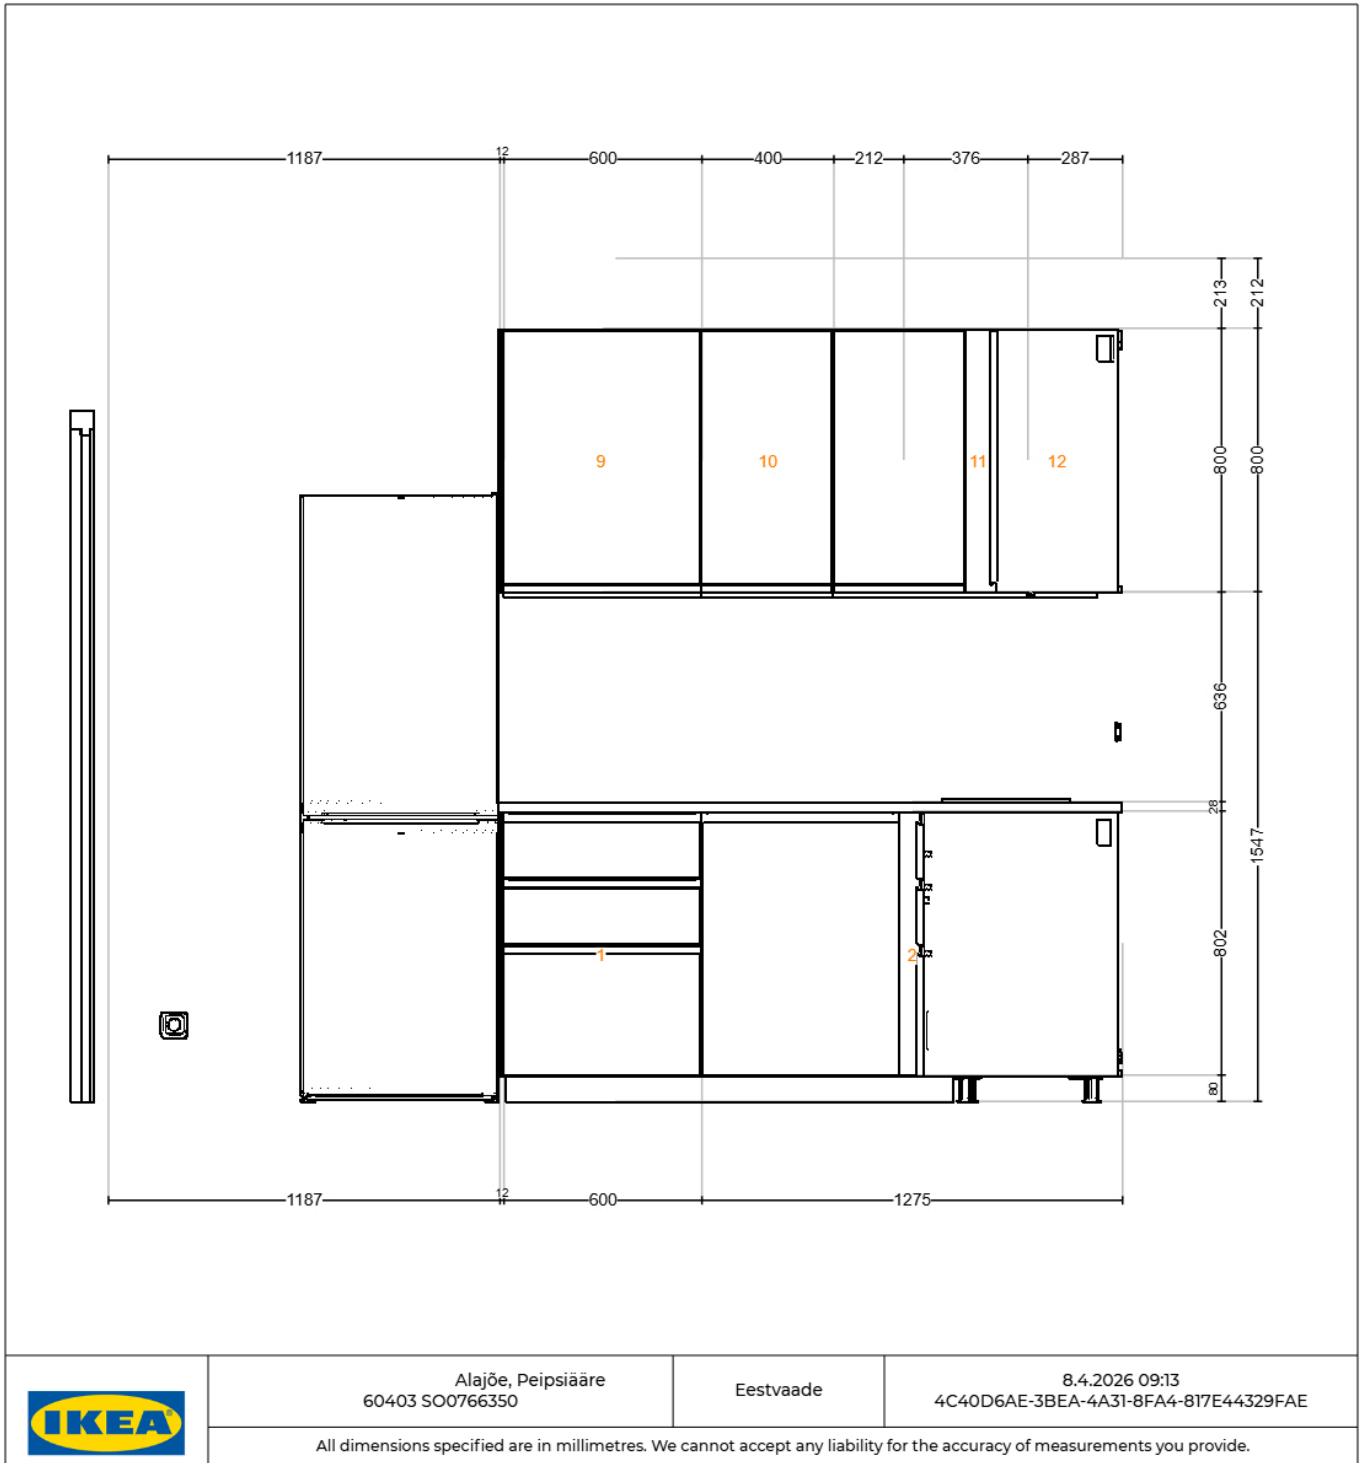 1187 12 600 400 212 376 287
213 212
9 10 11 12
800 800
636
28
1547
802
1 2
80
1187 12 600 1275
IKEA
Alajõe, Peipsiääre
60403 SO0766350
Eestvaade
8.4.2026 09:13
4C40D6AE-3BEA-4A31-8FA4-817E44329FAE
All dimensions specified are in millimetres. We cannot accept any liability for the accuracy of measurements you provide.